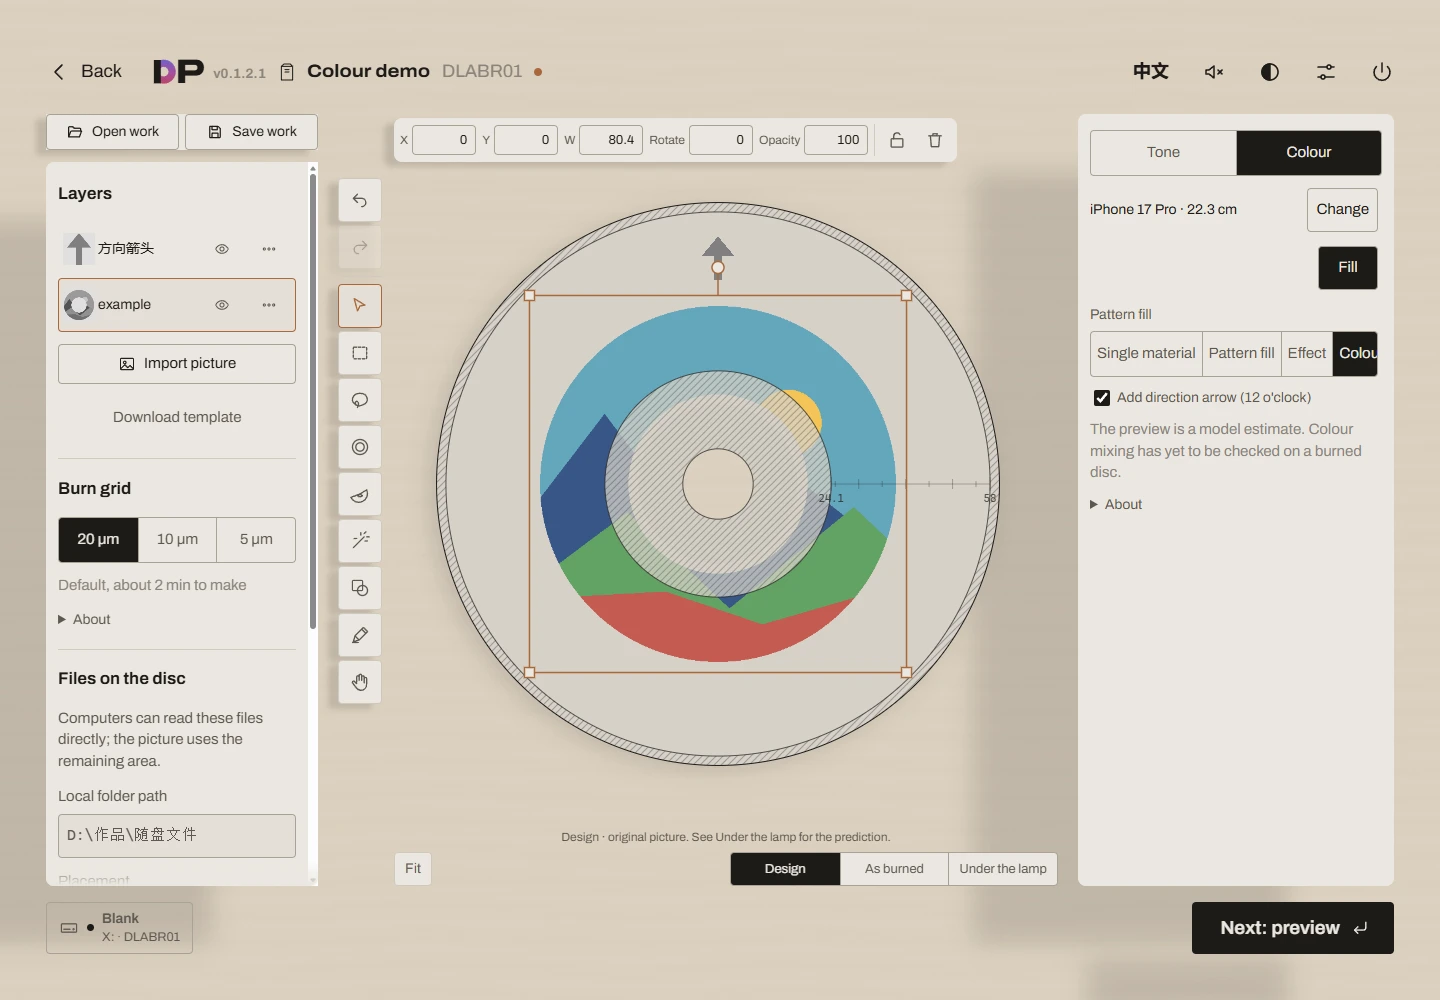 Back
DP v0.1.2.1
Colour demo DLABR01
中文
Open work
Save work
X 0 Y 0 W 80.4 Rotate 0 Opacity 100
Tone
Colour
Layers
方向箭头
example
Import picture
Download template
Burn grid
20 µm
10 µm
5 µm
Default, about 2 min to make
About
Files on the disc
Computers can read these files
directly; the picture uses the
remaining area.
Local folder path
D:\作品\随盘文件
Placement
24.1
58
Design · original picture. See Under the lamp for the prediction.
Fit
Design
As burned
Under the lamp
iPhone 17 Pro · 22.3 cm
Change
Fill
Pattern fill
Single material
Pattern fill
Effect
Colou
Add direction arrow (12 o'clock)
The preview is a model estimate. Colour
mixing has yet to be checked on a burned
disc.
About
Blank
X: · DLABR01
Next: preview